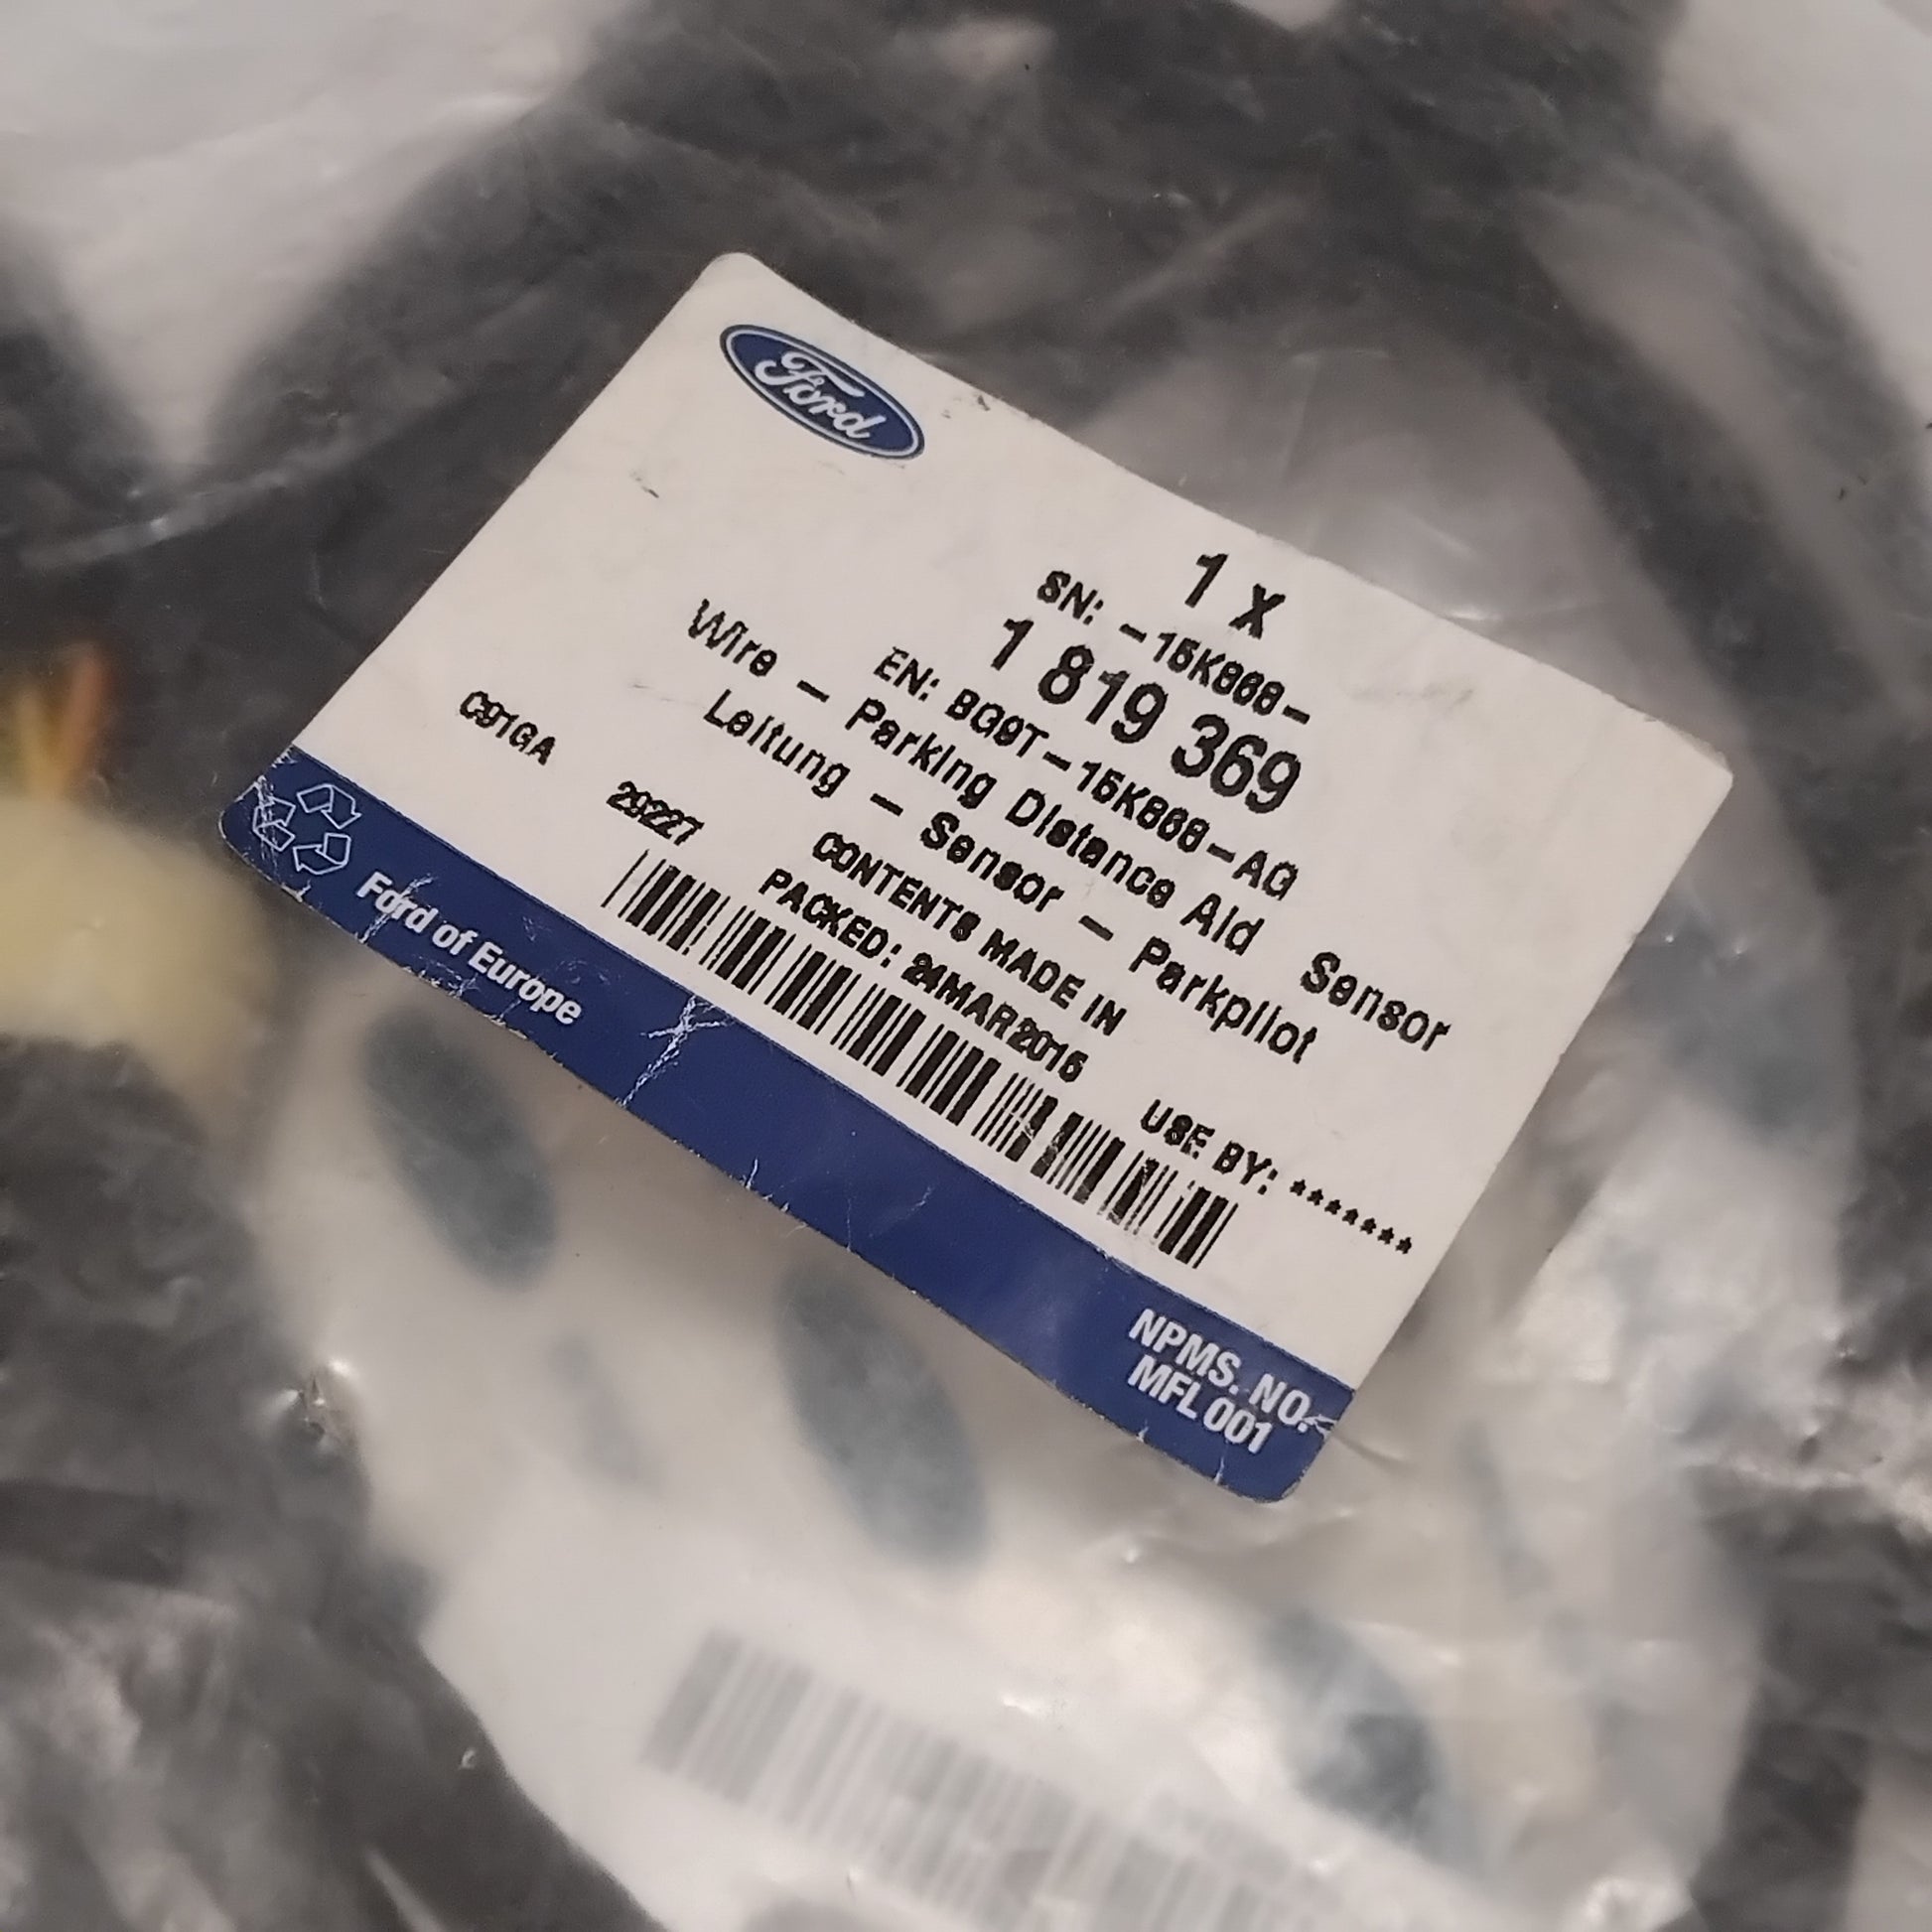 Ford
1 X
SN: -15K868-
1 819 369
EN: BG9T-15K868-AG
Wire - Parking Distance Aid Sensor
Leitung - Sensor - Parkpilot
C91GA
29227
CONTENTS MADE IN
PACKED: 24MAR2016
USE BY: *******
Ford of Europe
NPMS. NO.
MFL 001